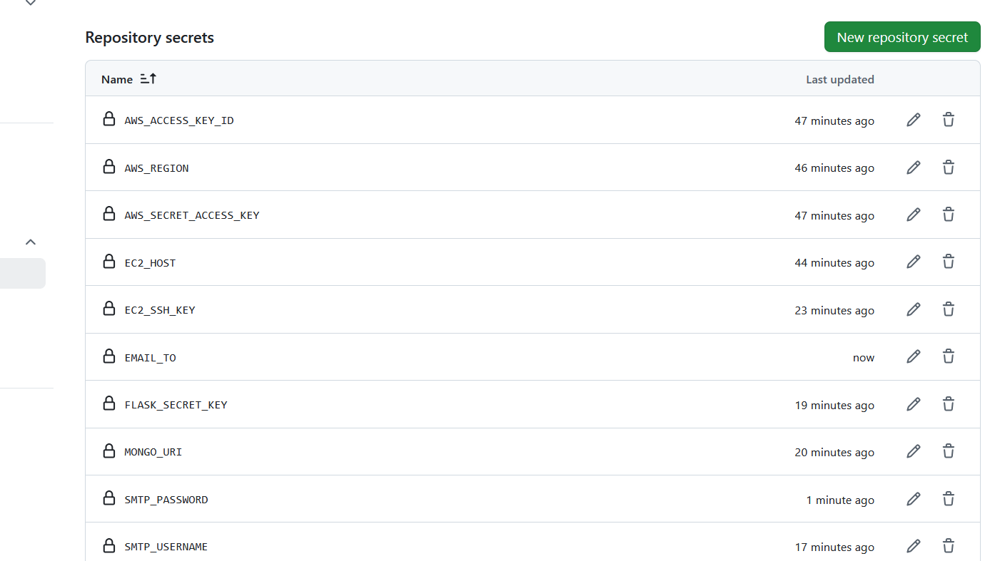 Repository secrets
New repository secret
Name
Last updated
AWS_ACCESS_KEY_ID
47 minutes ago
AWS_REGION
46 minutes ago
AWS_SECRET_ACCESS_KEY
47 minutes ago
EC2_HOST
44 minutes ago
EC2_SSH_KEY
23 minutes ago
EMAIL_TO
now
FLASK_SECRET_KEY
19 minutes ago
MONGO_URI
20 minutes ago
SMTP_PASSWORD
1 minute ago
SMTP_USERNAME
17 minutes ago